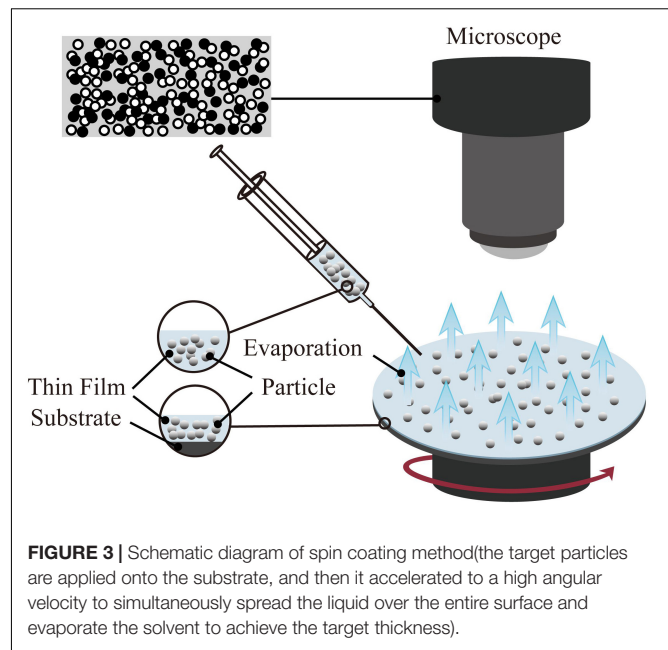 Microscope
Evaporation
Thin Film
Particle
Substrate
FIGURE 3 | Schematic diagram of spin coating method(the target particles
are applied onto the substrate, and then it accelerated to a high angular
velocity to simultaneously spread the liquid over the entire surface and
evaporate the solvent to achieve the target thickness).